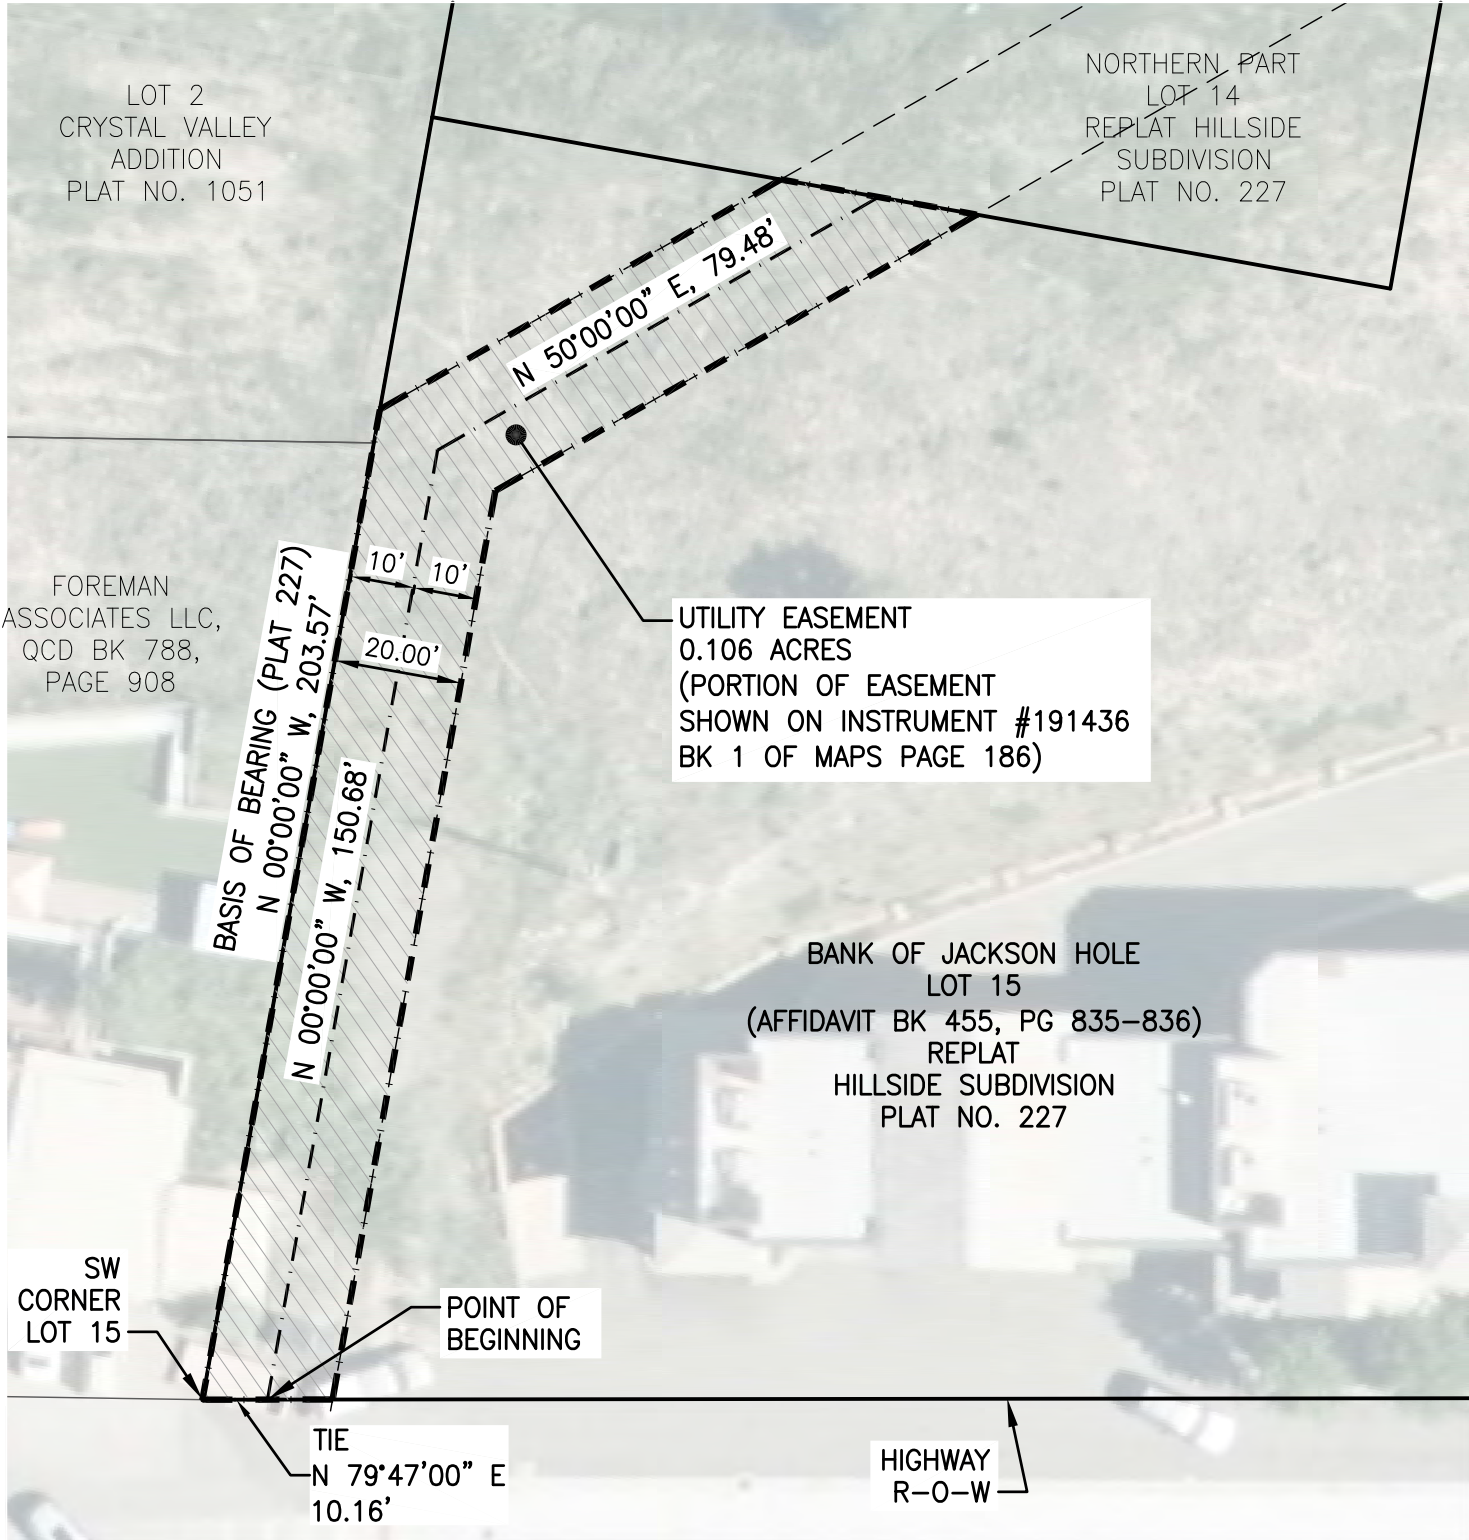 LOT 2
CRYSTAL VALLEY
ADDITION
PLAT NO. 1051
NORTHERN PART
LOT 14
REPLAT HILLSIDE
SUBDIVISION
PLAT NO. 227
N 50°00'00" E, 79.48'
FOREMAN
ASSOCIATES LLC,
QCD BK 788,
PAGE 908
BASIS OF BEARING (PLAT 227)
N 00°00'00" W, 203.57'
10'
10'
20.00'
N 00°00'00" W, 150.68'
UTILITY EASEMENT
0.106 ACRES
(PORTION OF EASEMENT
SHOWN ON INSTRUMENT #191436
BK 1 OF MAPS PAGE 186)
BANK OF JACKSON HOLE
LOT 15
(AFFIDAVIT BK 455, PG 835-836)
REPLAT
HILLSIDE SUBDIVISION
PLAT NO. 227
SW
CORNER
LOT 15
POINT OF
BEGINNING
TIE
N 79°47'00" E
10.16'
HIGHWAY
R-O-W